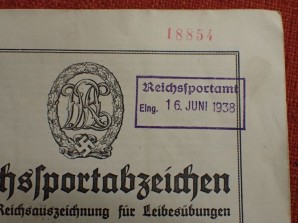 18854
Reichssportamt
Eing. 16. JUNI 1938
hssportabzeichen
Reichsauszeichnung für Leibesübungen